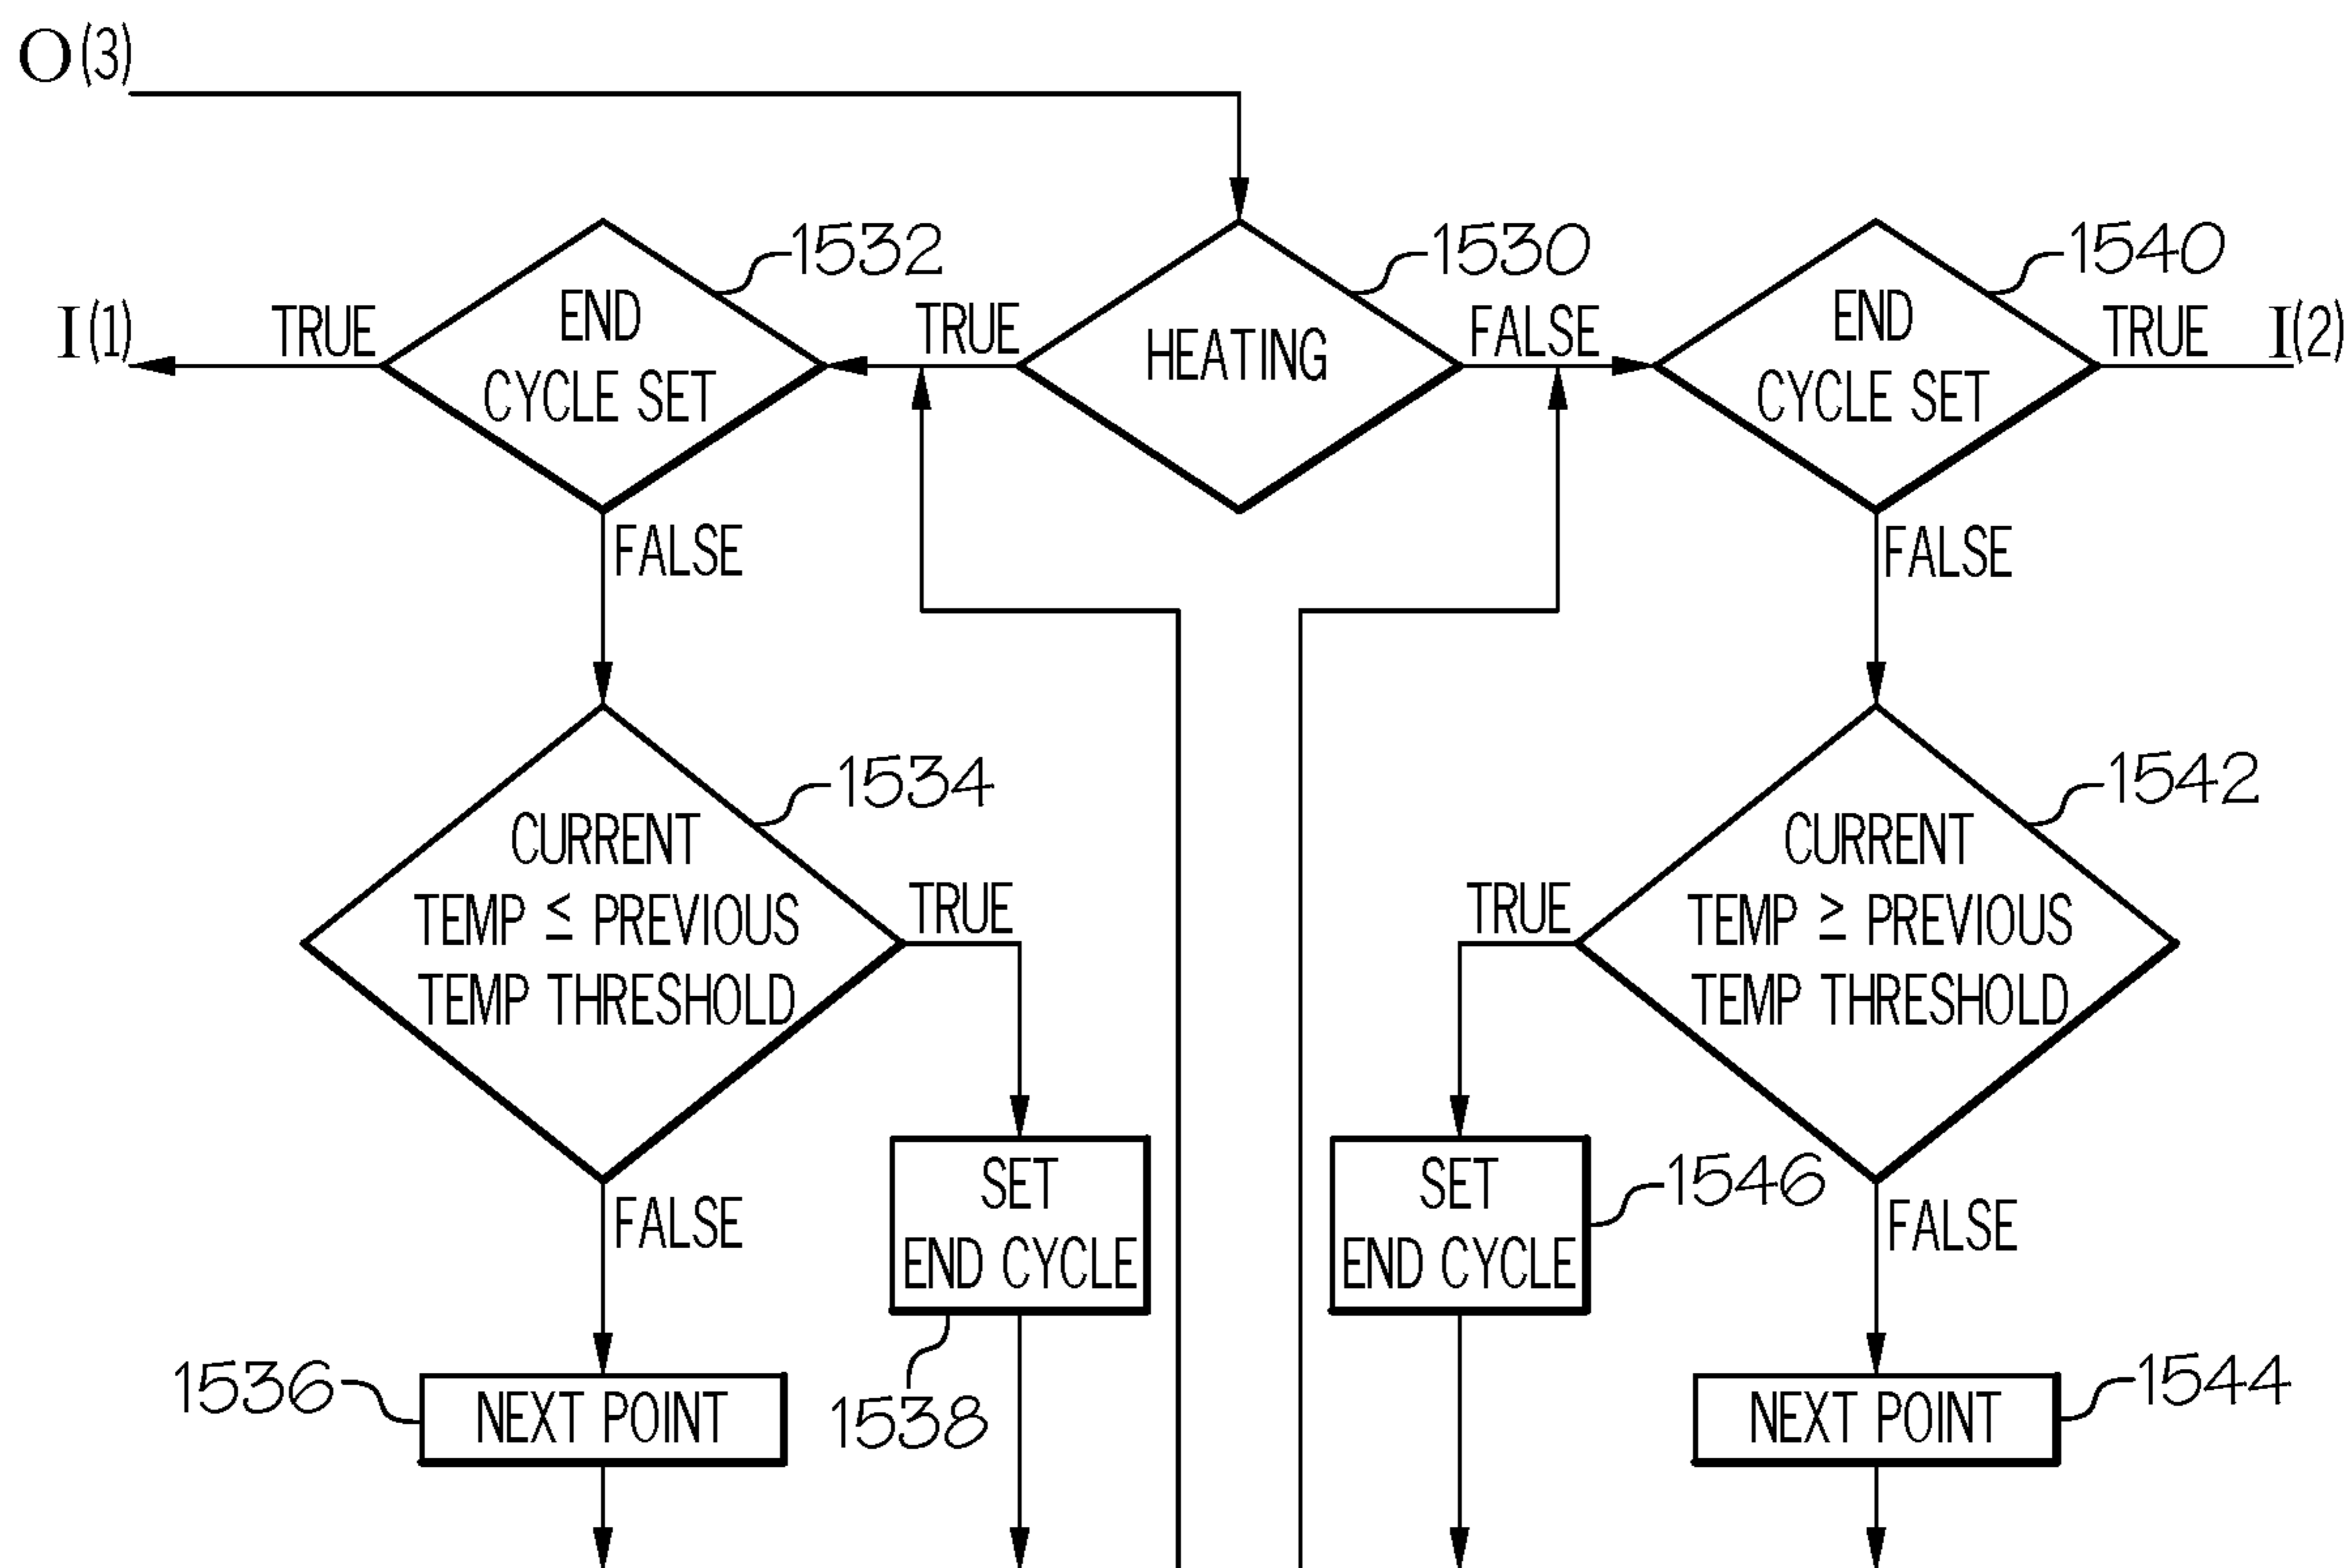 O(3)
1532
1530
1540
I(1)
TRUE
END
CYCLE SET
TRUE
HEATING
FALSE
END
CYCLE SET
TRUE
I(2)
FALSE
FALSE
1534
1542
CURRENT
TEMP ≤ PREVIOUS
TEMP THRESHOLD
TRUE
TRUE
CURRENT
TEMP ≥ PREVIOUS
TEMP THRESHOLD
SET
END CYCLE
SET
END CYCLE
1546
FALSE
FALSE
1536
NEXT POINT
1538
NEXT POINT
1544